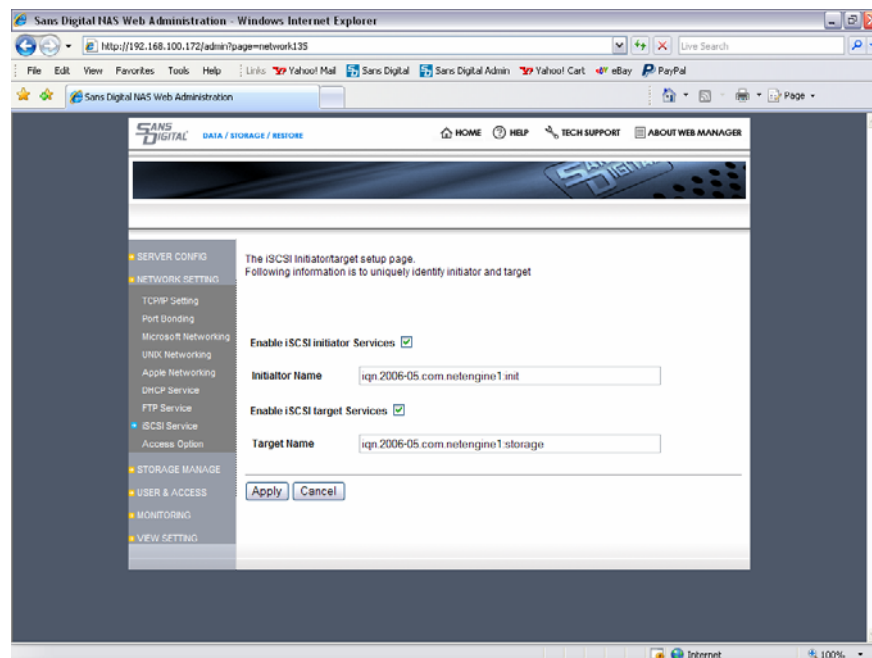 Sans Digital NAS Web Administration - Windows Internet Explorer
http://192.168.100.172/admin?page=network135
Live Search
File Edit View Favorites Tools Help Links Yahoo! Mail Sans Digital Sans Digital Admin Yahoo! Cart eBay PayPal
Sans Digital NAS Web Administration
Page
SANS DIGITAL DATA / STORAGE / RESTORE
HOME HELP TECH SUPPORT ABOUT WEB MANAGER
SERVER CONFIG
NETWORK SETTING
TCP/IP Setting
Port Bonding
Microsoft Networking
UNIX Networking
Apple Networking
DHCP Service
FTP Service
iSCSI Service
Access Option
STORAGE MANAGE
USER & ACCESS
MONITORING
VIEW SETTING
The iSCSI Initiator/target setup page.
Following information is to uniquely identify initiator and target
Enable iSCSI initiator Services
Initialtor Name iqn.2006-05.com.netengine1:init
Enable iSCSI target Services
Target Name iqn.2006-05.com.netengine1:storage
Apply Cancel
Internet 100%